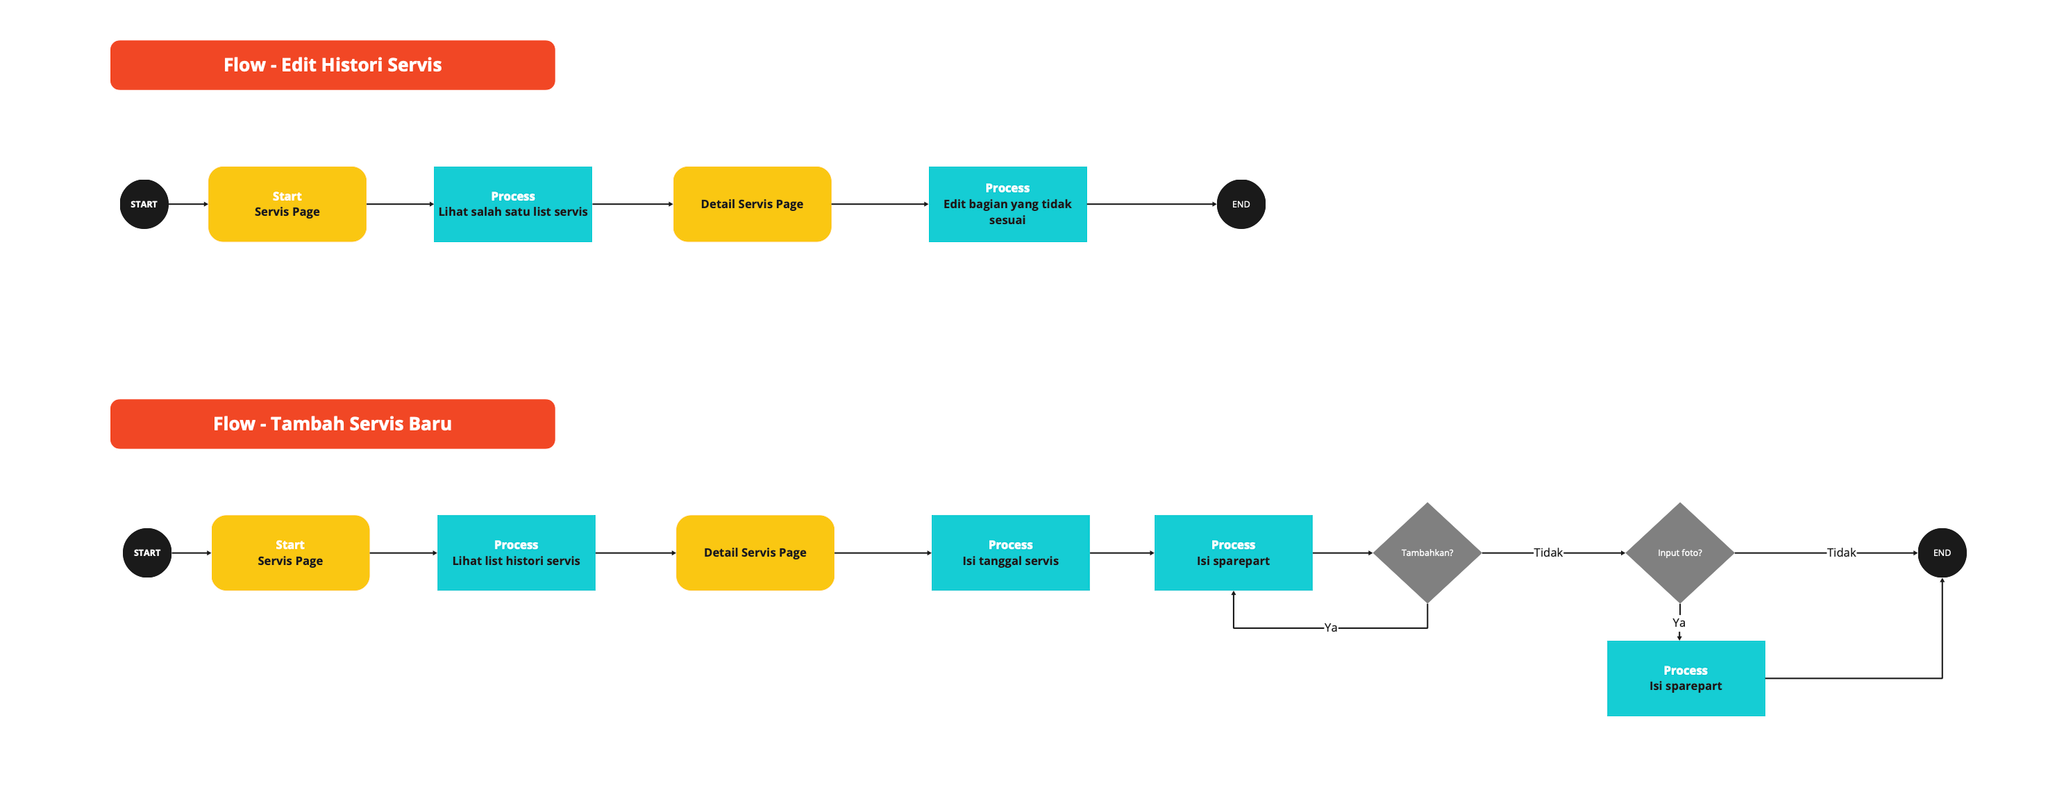 Flow - Edit Histori Servis
START
Start
Servis Page
Process
Lihat salah satu list servis
Detail Servis Page
Process
Edit bagian yang tidak
sesuai
END
Flow - Tambah Servis Baru
START
Start
Servis Page
Process
Lihat list histori servis
Detail Servis Page
Process
Isi tanggal servis
Process
Isi sparepart
Tambahkan?
Tidak
Input foto?
Tidak
END
Ya
Ya
Process
Isi sparepart